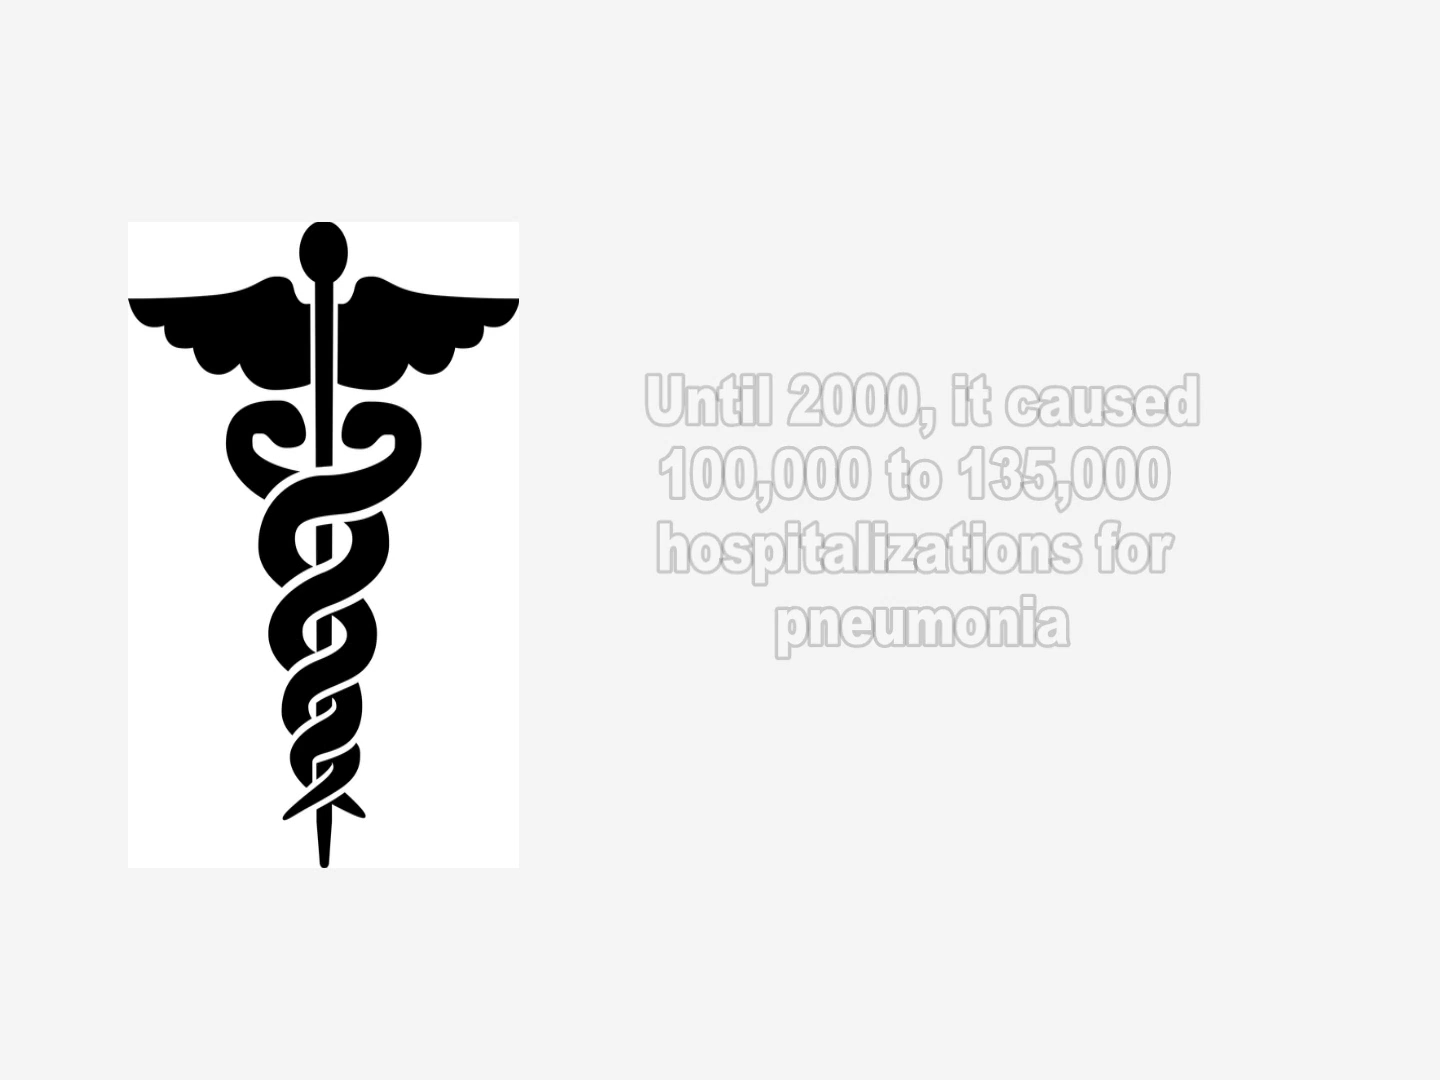 Until 2000, it caused
100,000 to 135,000
hospitalizations for
pneumonia